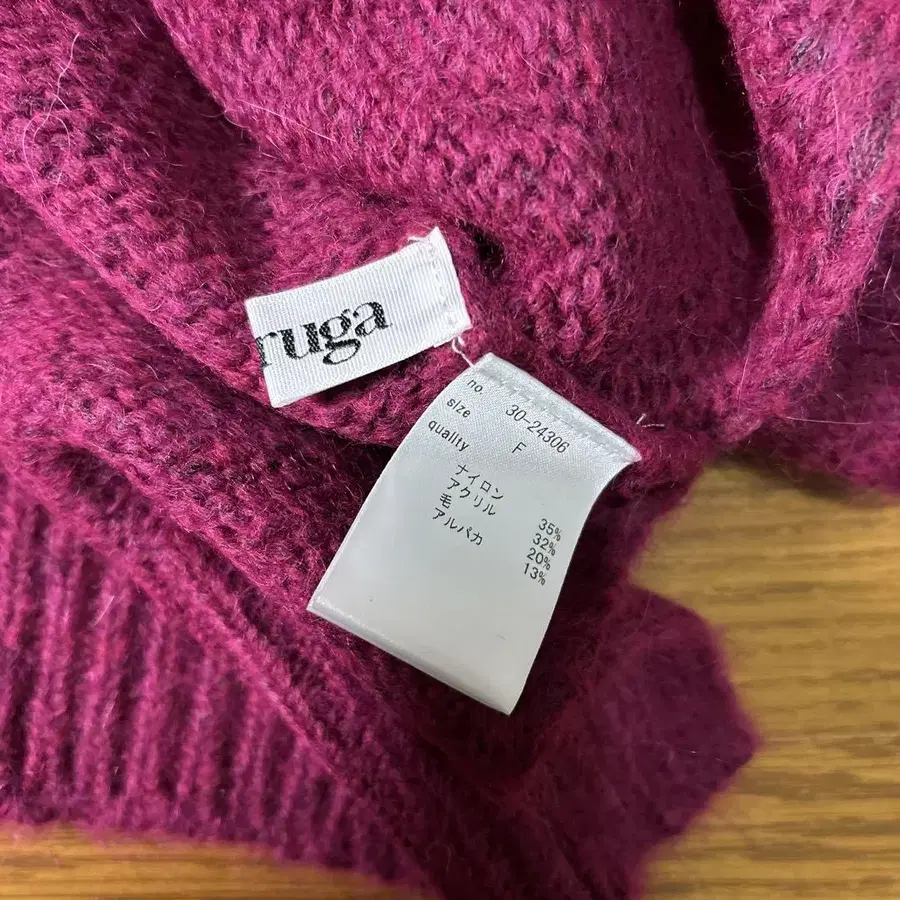 ruga
no. 30-24306
size F
quality
ナイロン 35%
アクリル 32%
毛 20%
アルパカ 13%